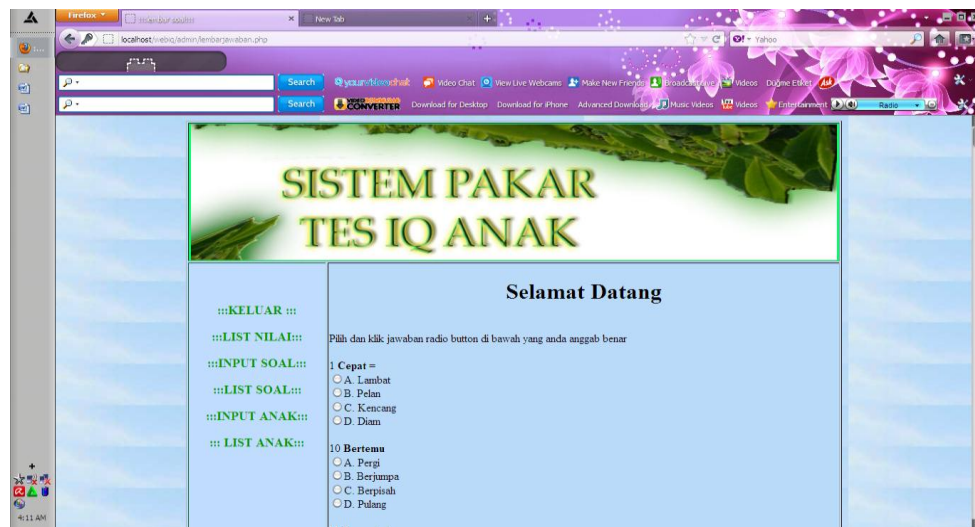 Firefox
New Tab
localhost/webiq/admin/lembarjawaban.php
Yahoo
Search
Video Chat
View Live Webcams
Make New Friends
Videos
Düğme Etiket
Ask
Search
CONVERTER
Download for Desktop
Download for iPhone
Advanced Download
Music Videos
Videos
Entertainment
Radio
SISTEM PAKAR
TES IQ ANAK
:::KELUAR :::
:::LIST NILAI:::
:::INPUT SOAL:::
:::LIST SOAL:::
:::INPUT ANAK:::
::: LIST ANAK:::
Selamat Datang
Pilih dan klik jawaban radio button di bawah yang anda anggab benar
1 Cepat =
A. Lambat
B. Pelan
C. Kencang
D. Diam
10 Bertemu
A. Pergi
B. Berjumpa
C. Berpisah
D. Pulang
4:11 AM